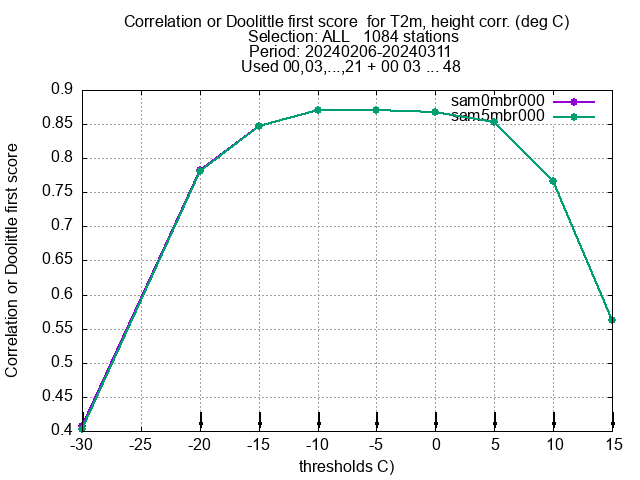 Correlation or Doolittle first score  for T2m, height corr. (deg C)
Selection: ALL   1084 stations
Period: 20240206-20240311
Used 00,03,...,21 + 00 03 ... 48
sam0mbr000
sam5mbr000
Correlation or Doolittle first score
0.9
0.85
0.8
0.75
0.7
0.65
0.6
0.55
0.5
0.45
0.4
-30 -25 -20 -15 -10 -5 0 5 10 15
thresholds C)